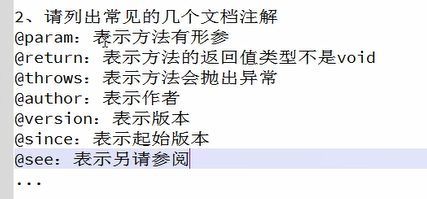 2、请列出常见的几个文档注解
@param：表示方法有形参
@return：表示方法的返回值类型不是void
@throws：表示方法会抛出异常
@author：表示作者
@version：表示版本
@since：表示起始版本
@see：表示另请参阅
...